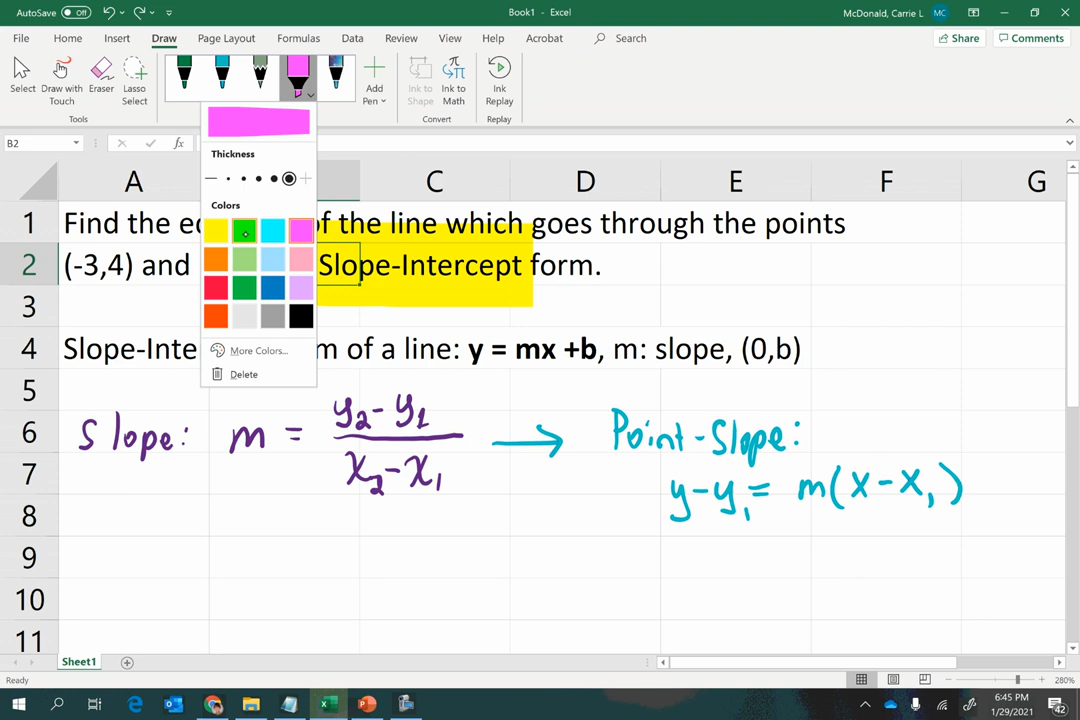 AutoSave Off Book1 - Excel McDonald, Carrie L MC
File Home Insert Draw Page Layout Formulas Data Review View Help Acrobat Search Share Comments
Select Draw with Touch Eraser Lasso Select Add Pen Ink to Shape Ink to Math Ink Replay
Tools Convert Replay
B2 fx
Thickness
Colors
More Colors...
Delete
A C D E F G
1 Find the e of the line which goes through the points
2 (-3,4) and Slope-Intercept form.
3
4 Slope-Inte m of a line: y = mx +b, m: slope, (0,b)
5
6 Slope: m = y₂ - y₁ / x₂ - x₁ → Point-Slope:
7 y - y₁ = m(x - x₁)
8
9
10
11
Sheet1
Ready 280%
6:45 PM
1/29/2021
42